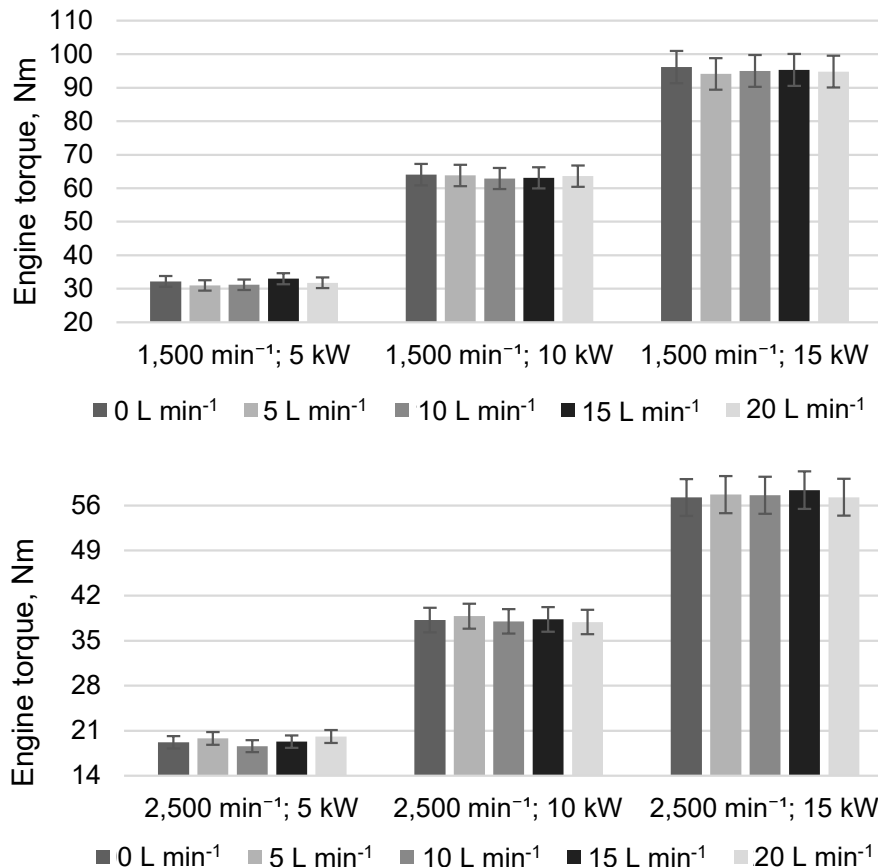 Engine torque, Nm
110
100
90
80
70
60
50
40
30
20
1,500 min⁻¹; 5 kW 1,500 min⁻¹; 10 kW 1,500 min⁻¹; 15 kW
0 L min⁻¹ 5 L min⁻¹ 10 L min⁻¹ 15 L min⁻¹ 20 L min⁻¹
Engine torque, Nm
56
49
42
35
28
21
14
2,500 min⁻¹; 5 kW 2,500 min⁻¹; 10 kW 2,500 min⁻¹; 15 kW
0 L min⁻¹ 5 L min⁻¹ 10 L min⁻¹ 15 L min⁻¹ 20 L min⁻¹